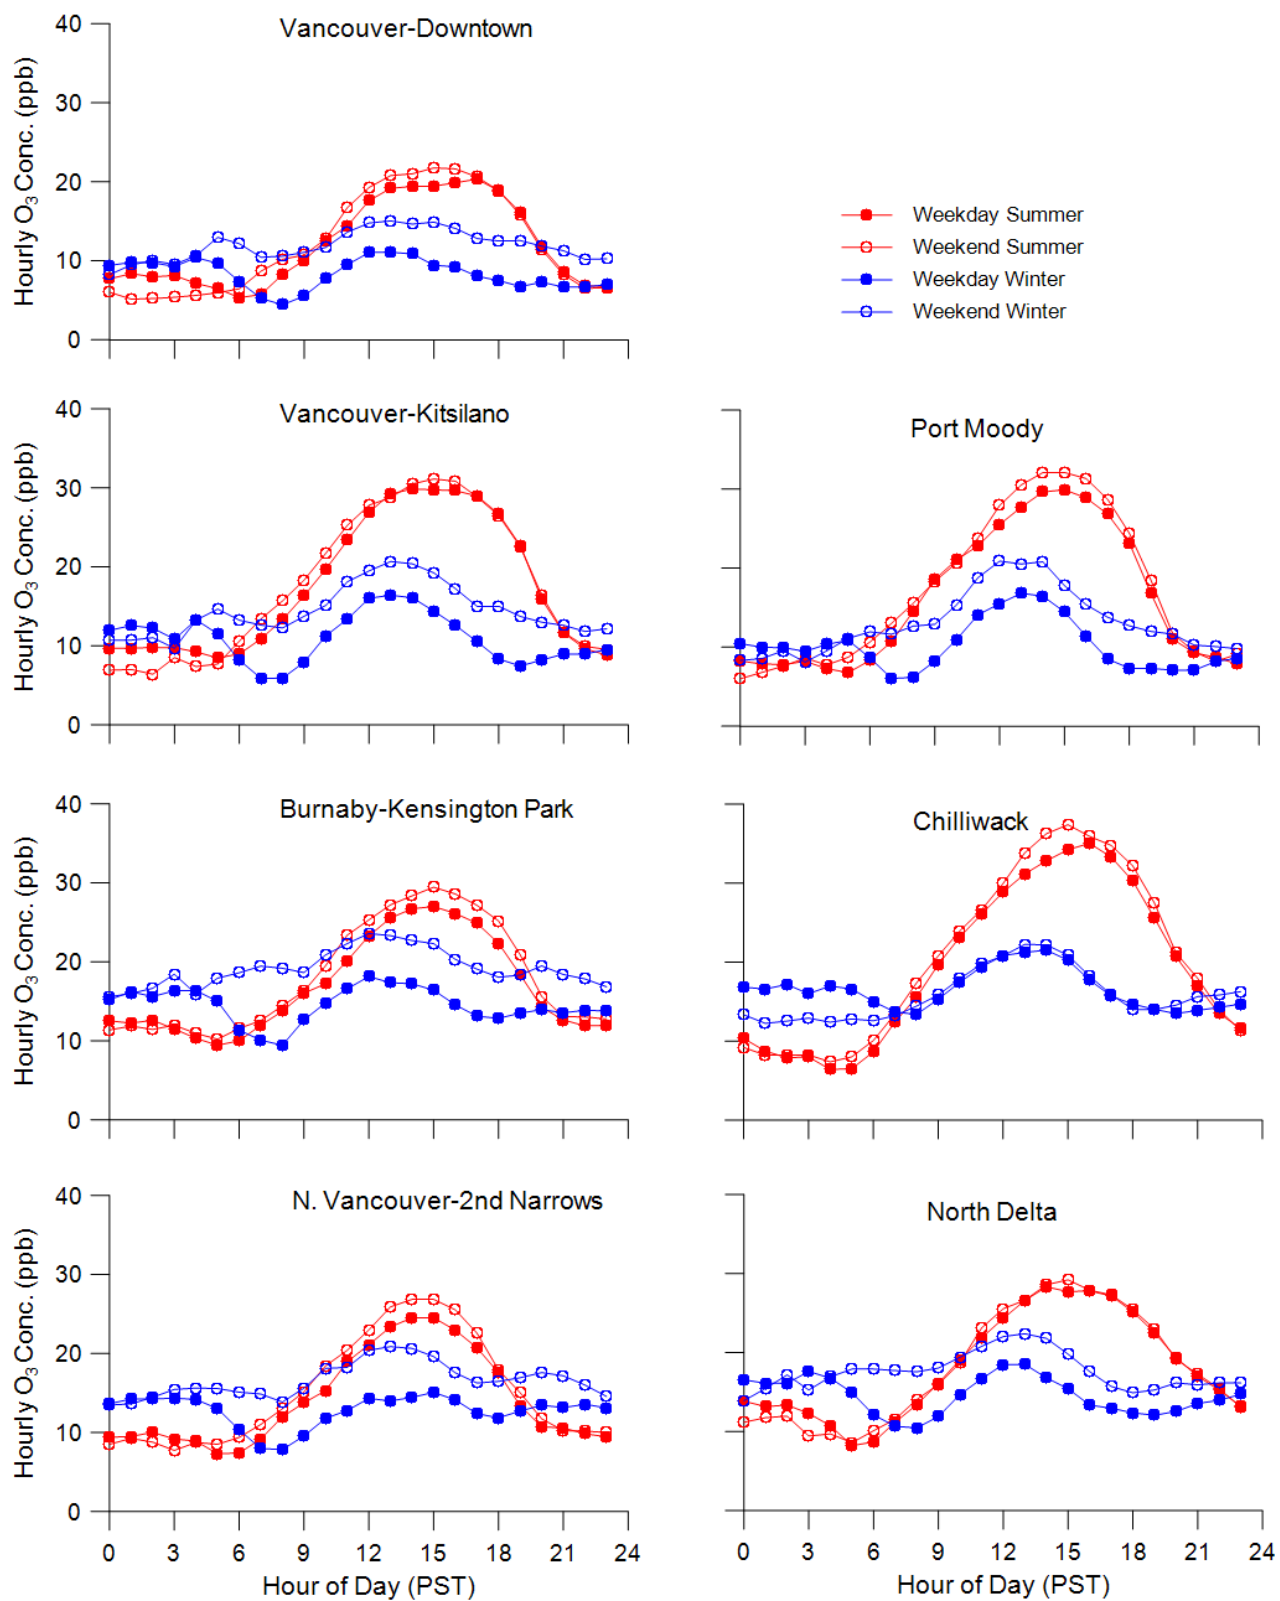 Vancouver-Downtown
Hourly O3 Conc. (ppb)
40
30
20
10
0
Weekday Summer
Weekend Summer
Weekday Winter
Weekend Winter
Vancouver-Kitsilano
Hourly O3 Conc. (ppb)
40
30
20
10
0
Port Moody
Burnaby-Kensington Park
Hourly O3 Conc. (ppb)
40
30
20
10
0
Chilliwack
N. Vancouver-2nd Narrows
Hourly O3 Conc. (ppb)
40
30
20
10
0
0 3 6 9 12 15 18 21 24
Hour of Day (PST)
North Delta
0 3 6 9 12 15 18 21 24
Hour of Day (PST)